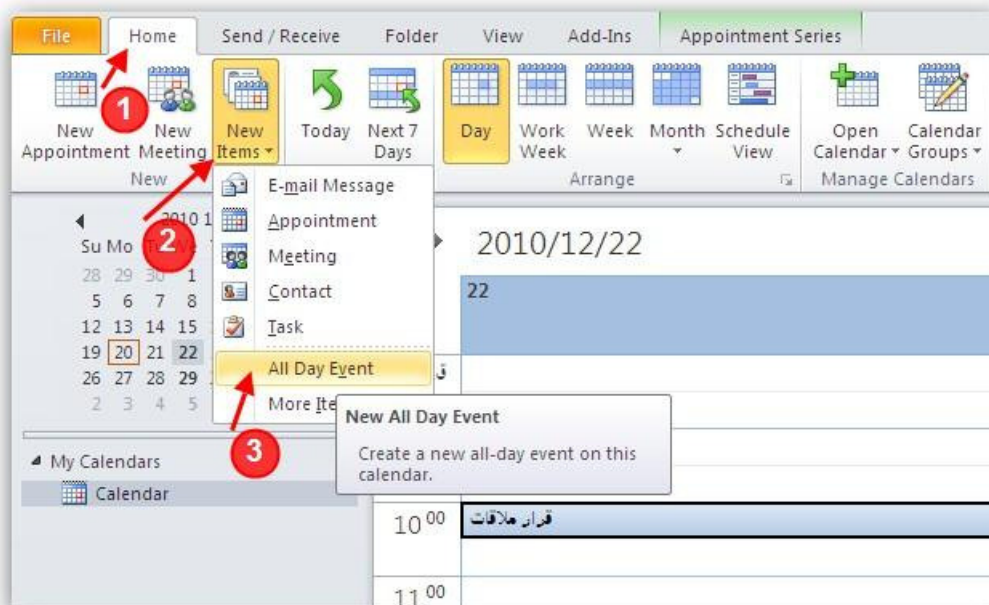 File Home Send / Receive Folder View Add-Ins Appointment Series
New Appointment New Meeting New Items Today Next 7 Days Day Work Week Week Month Schedule View Open Calendar Calendar Groups
New Arrange Manage Calendars
1
2
3
E-mail Message
Appointment
Meeting
Contact
Task
All Day Event
More Ite
New All Day Event
Create a new all-day event on this
calendar.
2010 1
Su Mo
28 29 30 1
5 6 7 8
12 13 14 15
19 20 21 22
26 27 28 29
2 3 4 5
My Calendars
Calendar
2010/12/22
22
ق
10 00
قرار ملاقات
11 00